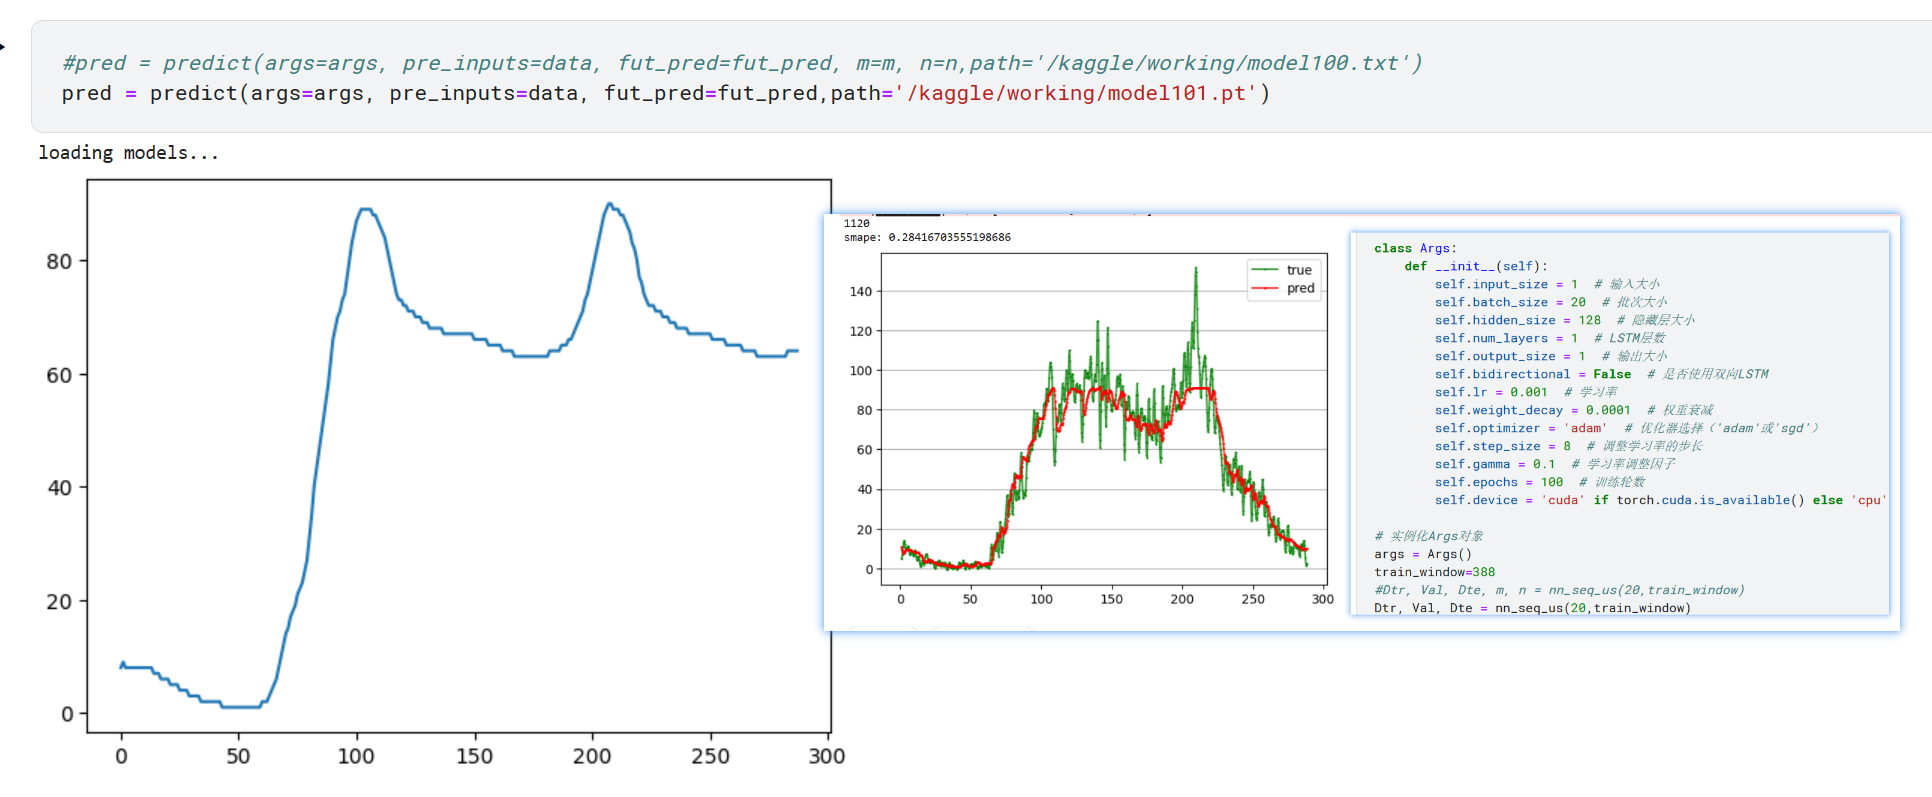 #pred = predict(args=args, pre_inputs=data, fut_pred=fut_pred, m=m, n=n,path='/kaggle/working/model100.txt')
pred = predict(args=args, pre_inputs=data, fut_pred=fut_pred,path='/kaggle/working/model101.pt')
loading models...
80
60
40
20
0
0 50 100 150 200 250 300
1120
smape: 0.28416703555198686
true
pred
140
120
100
80
60
40
20
0
0 50 100 150 200 250 300
class Args:
def __init__(self):
self.input_size = 1 # 输入大小
self.batch_size = 20 # 批次大小
self.hidden_size = 128 # 隐藏层大小
self.num_layers = 1 # LSTM层数
self.output_size = 1 # 输出大小
self.bidirectional = False # 是否使用双向LSTM
self.lr = 0.001 # 学习率
self.weight_decay = 0.0001 # 权重衰减
self.optimizer = 'adam' # 优化器选择（'adam'或'sgd'）
self.step_size = 8 # 调整学习率的步长
self.gamma = 0.1 # 学习率调整因子
self.epochs = 100 # 训练轮数
self.device = 'cuda' if torch.cuda.is_available() else 'cpu'
# 实例化Args对象
args = Args()
train_window=388
#Dtr, Val, Dte, m, n = nn_seq_us(20,train_window)
Dtr, Val, Dte = nn_seq_us(20,train_window)